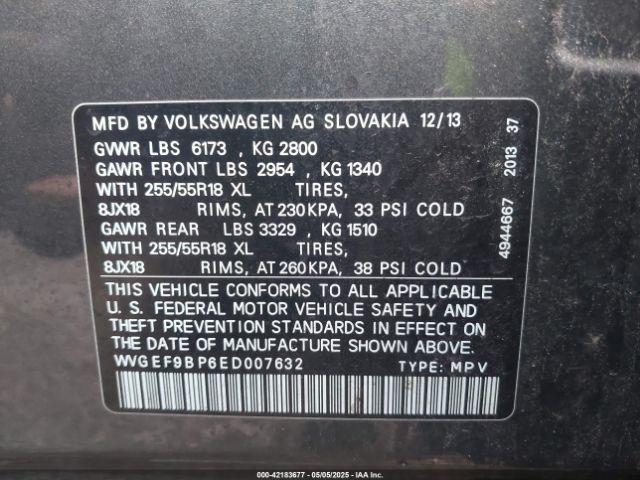 MFD BY VOLKSWAGEN AG SLOVAKIA 12/13
GVWR LBS 6173 , KG 2800
GAWR FRONT LBS 2954 , KG 1340
WITH 255/55R18 XL TIRES,
8JX18 RIMS, AT 230KPA, 33 PSI COLD
GAWR REAR LBS 3329 , KG 1510
WITH 255/55R18 XL TIRES,
8JX18 RIMS, AT 260KPA, 38 PSI COLD
THIS VEHICLE CONFORMS TO ALL APPLICABLE
U. S. FEDERAL MOTOR VEHICLE SAFETY AND
THEFT PREVENTION STANDARDS IN EFFECT ON
THE DATE OF MANUFACTURE SHOWN ABOVE.
WVGEF9BP6ED007632 TYPE: MPV
4944667 2013 37
000-42183677 - 05/05/2025 - IAA Inc.